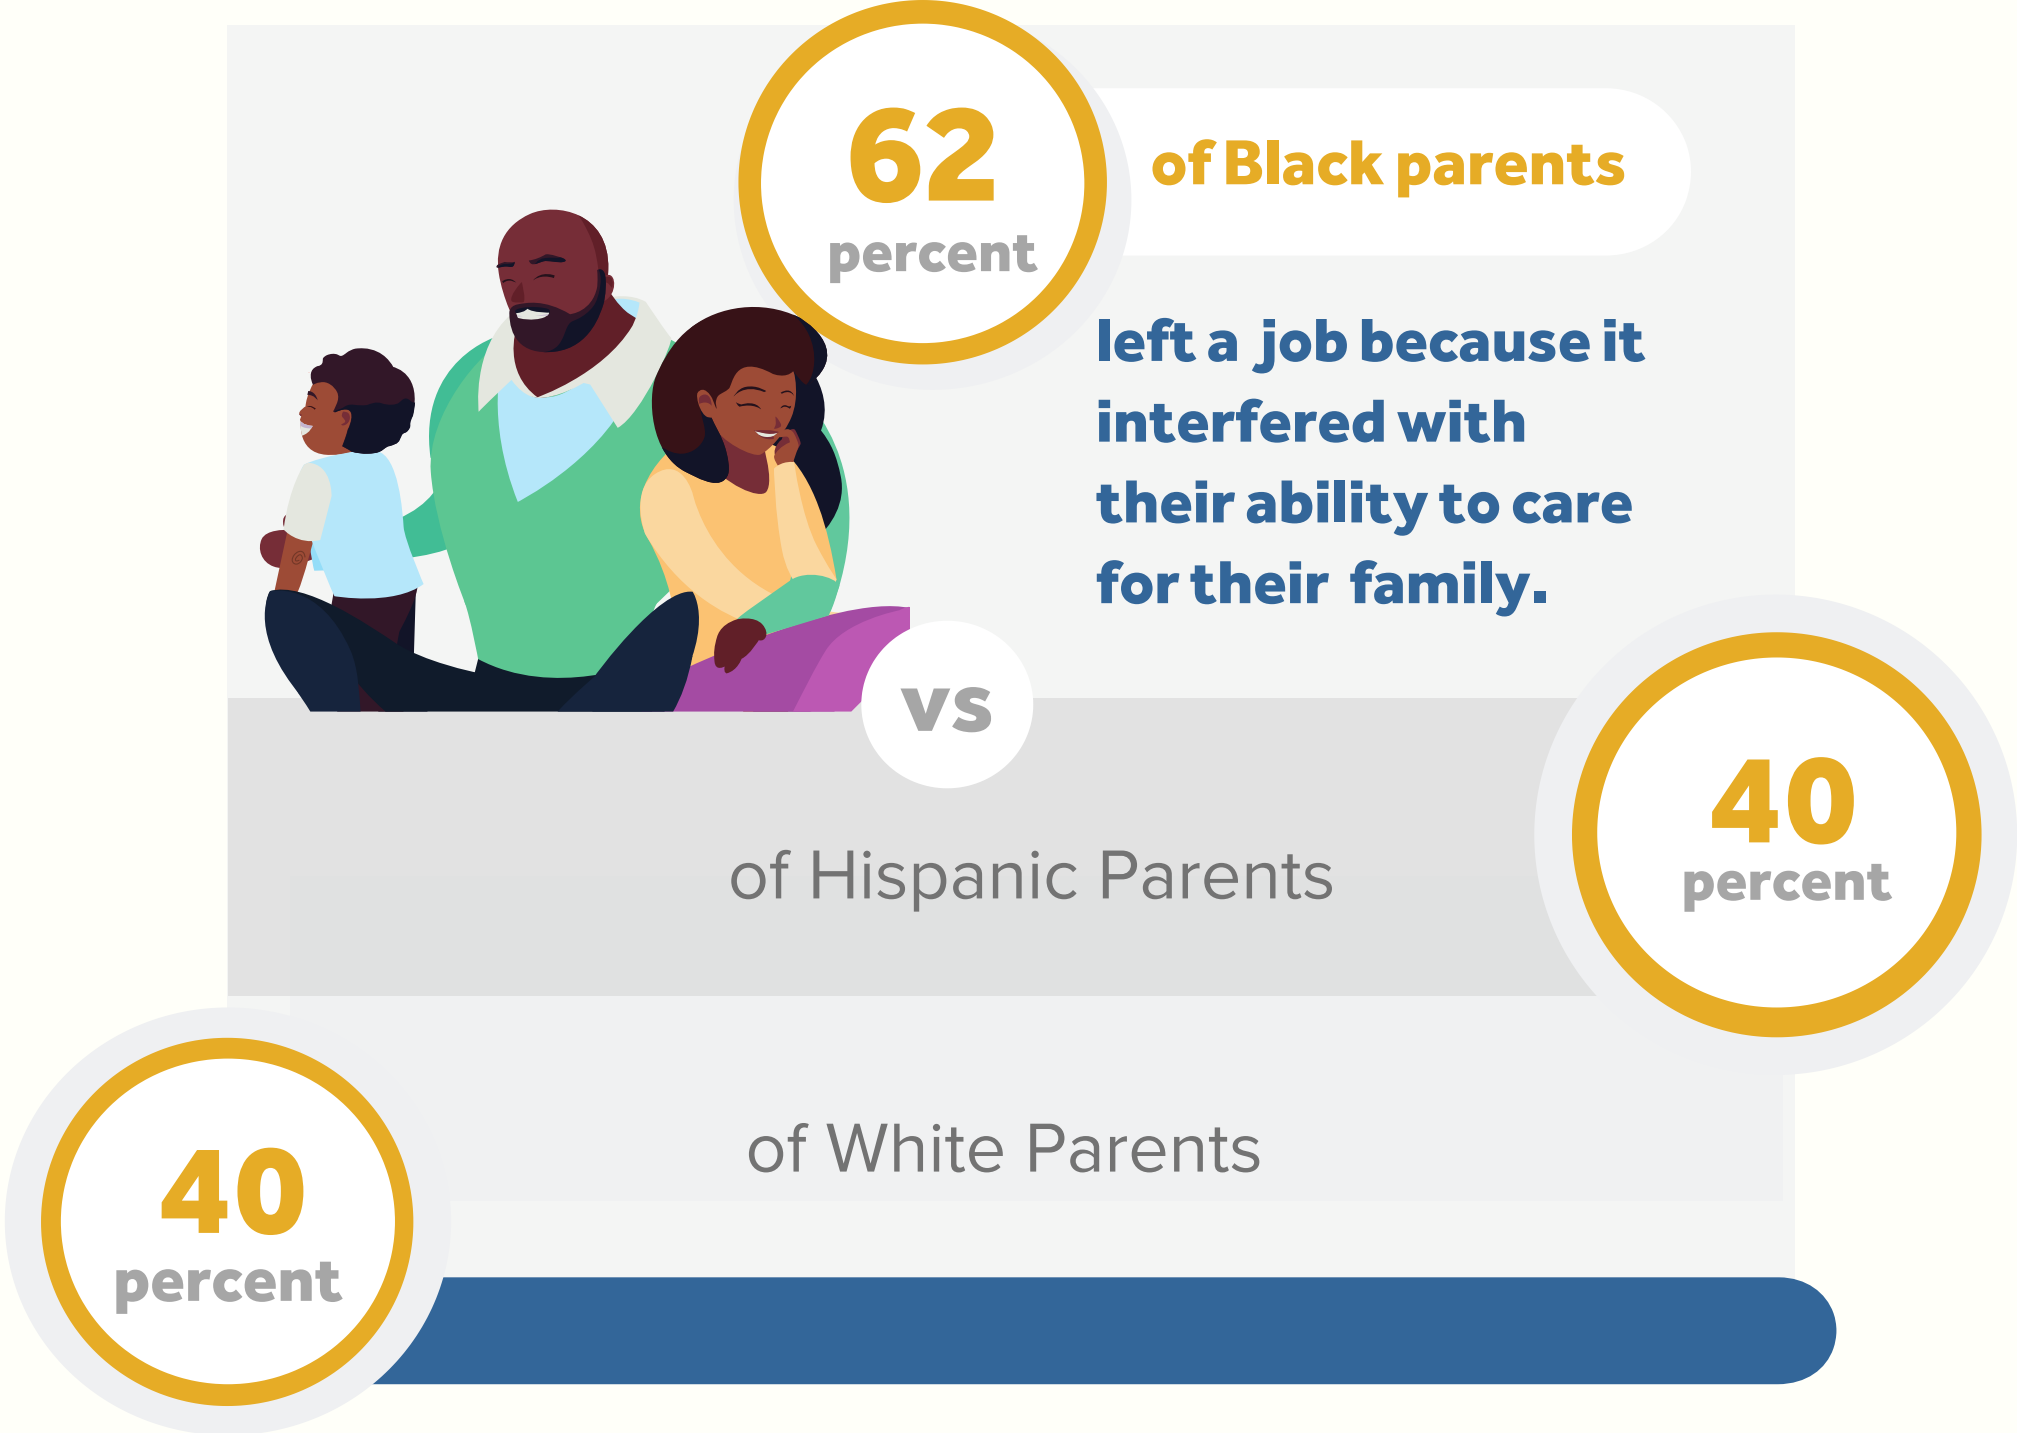 62
percent
of Black parents
left a job because it
interfered with
their ability to care
for their family.
vs
40
percent
of Hispanic Parents
40
percent
of White Parents